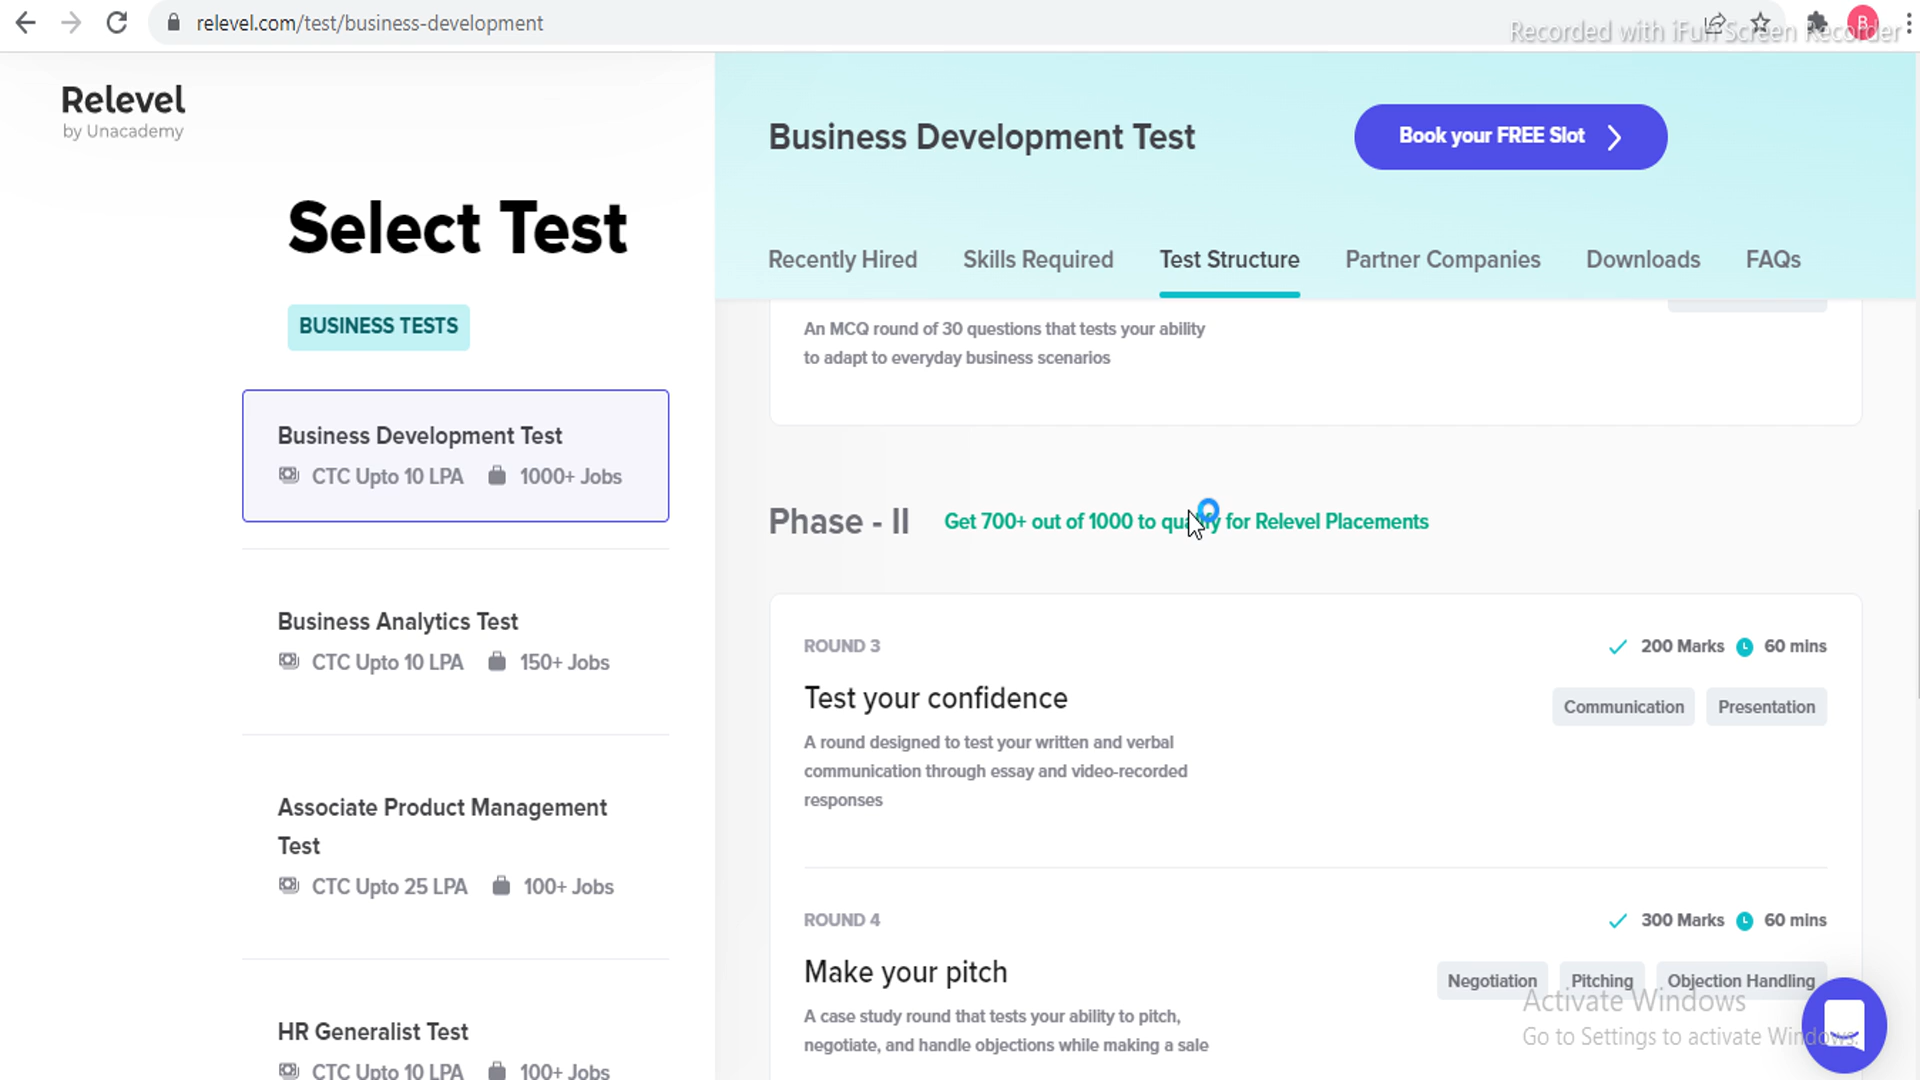 relevel.com/test/business-development
Recorded with iFun Screen Recorder
B
Relevel
by Unacademy
Select Test
BUSINESS TESTS
Business Development Test
CTC Upto 10 LPA 1000+ Jobs
Business Analytics Test
CTC Upto 10 LPA 150+ Jobs
Associate Product Management
Test
CTC Upto 25 LPA 100+ Jobs
HR Generalist Test
CTC Upto 10 LPA 100+ Jobs
Business Development Test
Book your FREE Slot
Recently Hired Skills Required Test Structure Partner Companies Downloads FAQs
An MCQ round of 30 questions that tests your ability
to adapt to everyday business scenarios
Phase - II Get 700+ out of 1000 to qualify for Relevel Placements
ROUND 3 200 Marks 60 mins
Test your confidence
Communication Presentation
A round designed to test your written and verbal
communication through essay and video-recorded
responses
ROUND 4 300 Marks 60 mins
Make your pitch
Negotiation Pitching Objection Handling
A case study round that tests your ability to pitch,
negotiate, and handle objections while making a sale
Activate Windows
Go to Settings to activate Windows.